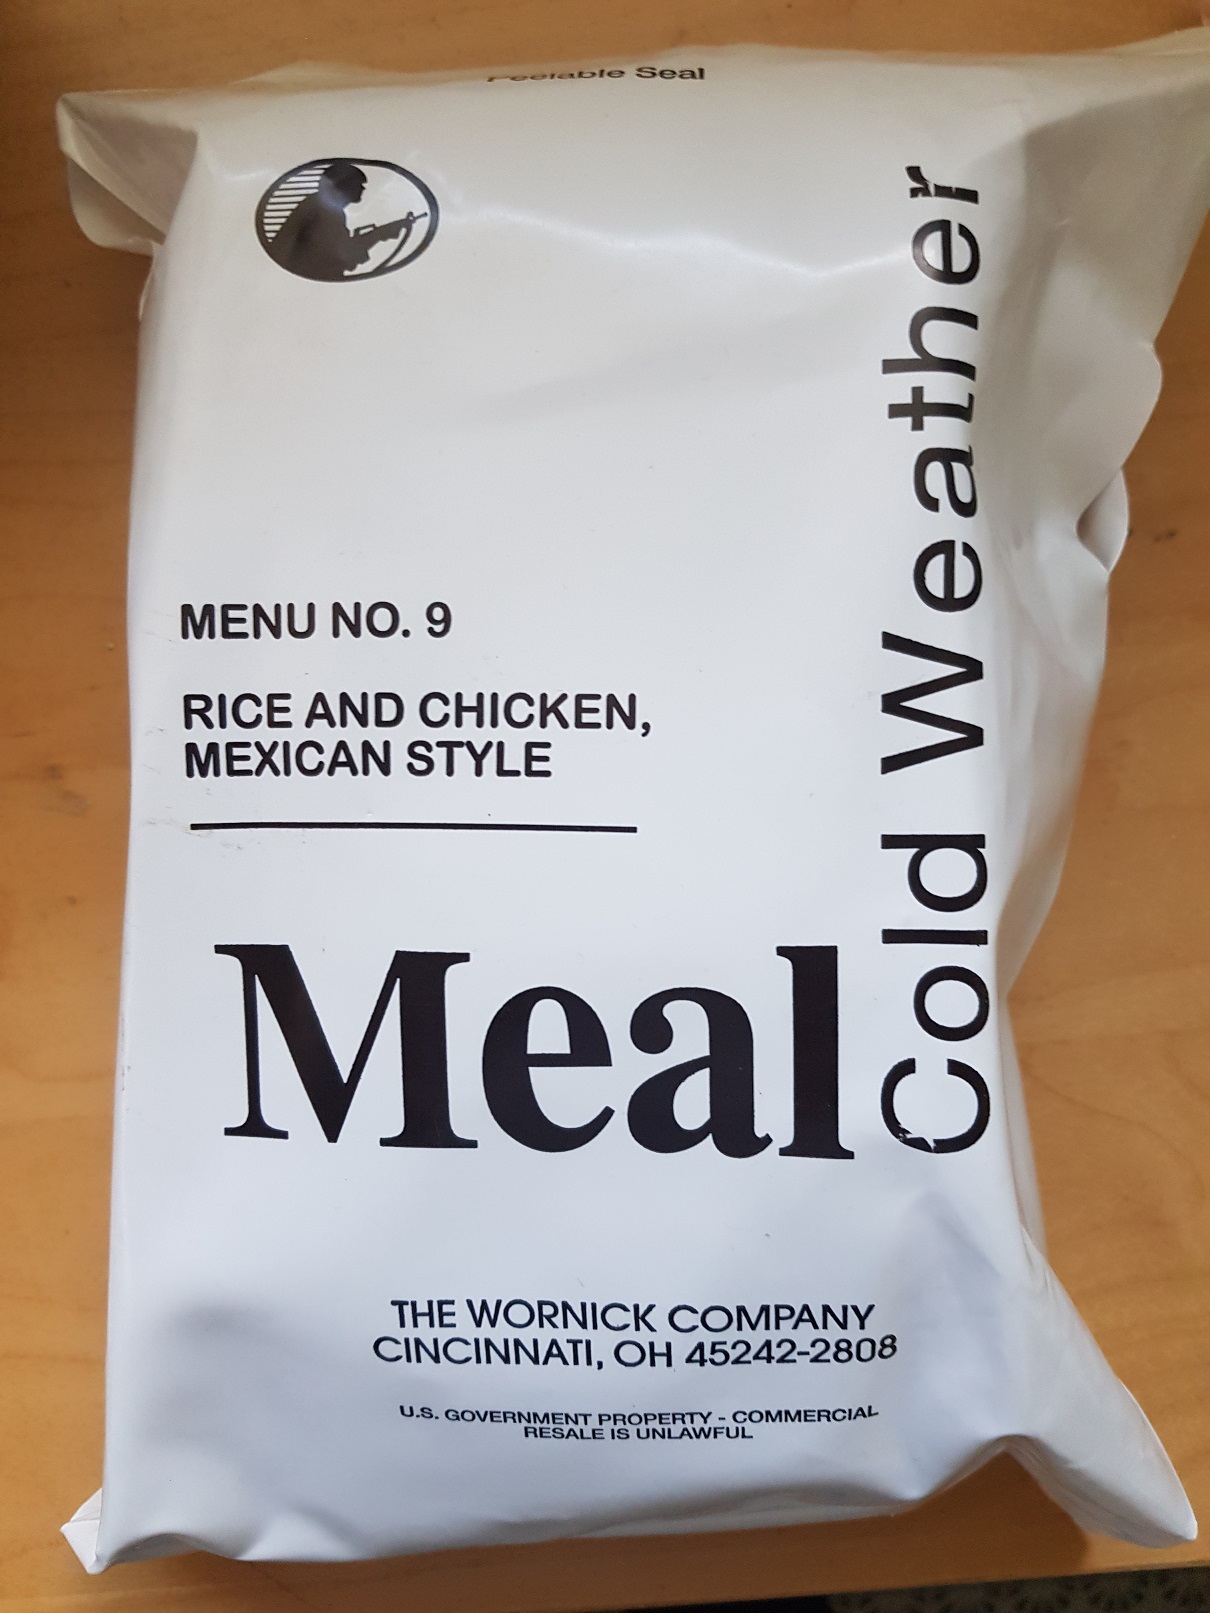 Peelable Seal
MENU NO. 9
RICE AND CHICKEN,
MEXICAN STYLE
Meal
Cold Weather
THE WORNICK COMPANY
CINCINNATI, OH 45242-2808
U.S. GOVERNMENT PROPERTY - COMMERCIAL
RESALE IS UNLAWFUL